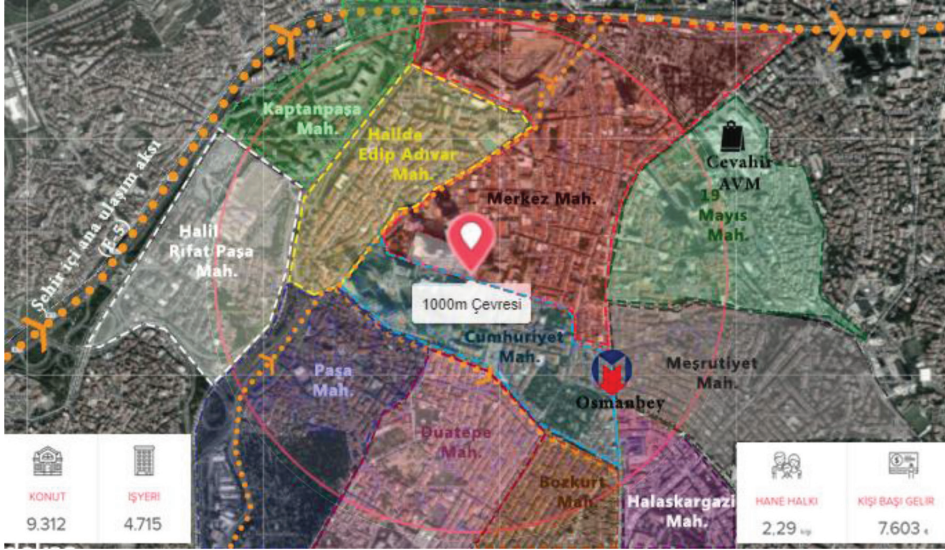 Kaptanpaşa
Mah.
Halide
Edip Adıvar
Mah.
Cevahir
AVM
Merkez Mah.
19
Mayıs
Mah.
Şehir içi ana ulaşım aksı
(E 5)
Halil
Rifat Paşa
Mah.
1000m Çevresi
Cumhuriyet
Mah.
Paşa
Mah.
Meşrutiyet
Mah.
Osmanbey
Duatepe
Mah.
Bozkurt
Mah.
Halaskargazi
Mah.
KONUT
9.312
İŞYERİ
4.715
HANE HALKI
2,29 kişi
KİŞİ BAŞI GELİR
7.603 ₺